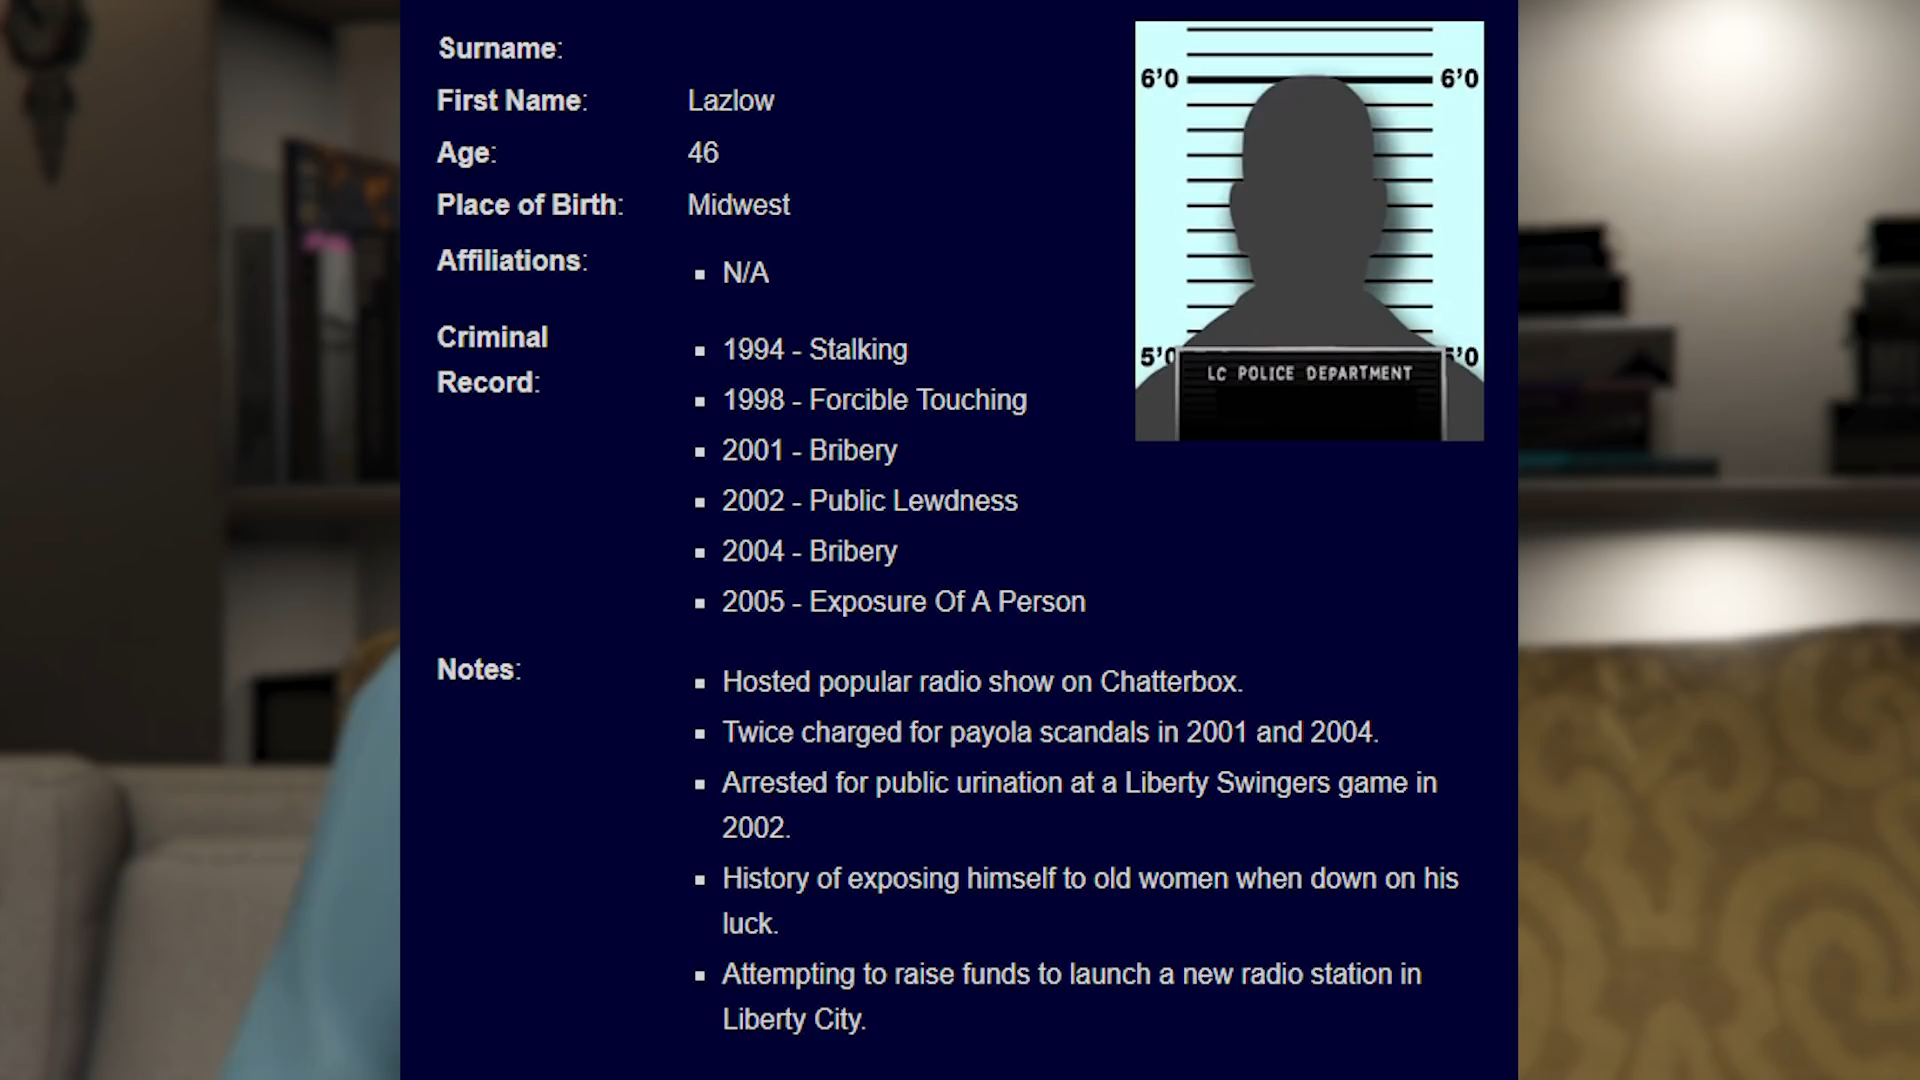 Surname:
First Name: Lazlow
Age: 46
Place of Birth: Midwest
Affiliations:
▪ N/A
Criminal
Record:
▪ 1994 - Stalking
▪ 1998 - Forcible Touching
▪ 2001 - Bribery
▪ 2002 - Public Lewdness
▪ 2004 - Bribery
▪ 2005 - Exposure Of A Person
Notes:
▪ Hosted popular radio show on Chatterbox.
▪ Twice charged for payola scandals in 2001 and 2004.
▪ Arrested for public urination at a Liberty Swingers game in
2002.
▪ History of exposing himself to old women when down on his
luck.
▪ Attempting to raise funds to launch a new radio station in
Liberty City.
6'0 6'0
5'0 5'0
LC POLICE DEPARTMENT